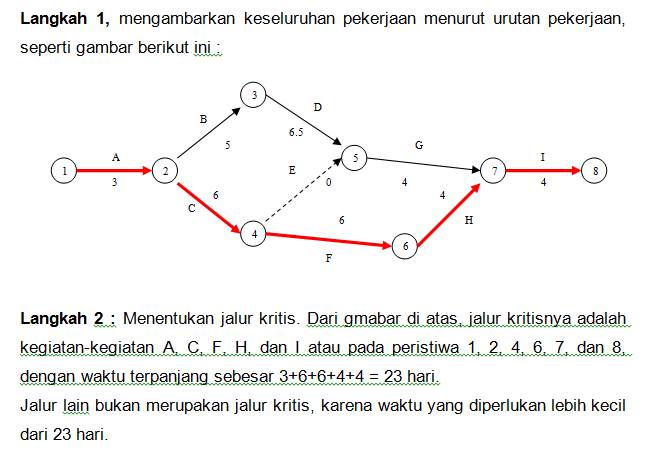 Langkah 1, mengambarkan keseluruhan pekerjaan menurut urutan pekerjaan,
seperti gambar berikut ini :
3
D
B
6.5
5
G
A
E
5
I
1
2
7
8
3
0
4
4
6
4
C
6
H
4
6
F
Langkah 2 : Menentukan jalur kritis. Dari gmabar di atas, jalur kritisnya adalah
kegiatan-kegiatan A, C, F, H, dan I atau pada peristiwa 1, 2, 4, 6, 7, dan 8,
dengan waktu terpanjang sebesar 3+6+6+4+4 = 23 hari.
Jalur lain bukan merupakan jalur kritis, karena waktu yang diperlukan lebih kecil
dari 23 hari.